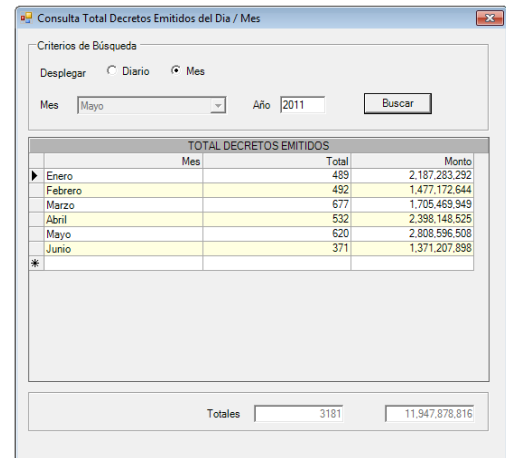 Consulta Total Decretos Emitidos del Dia / Mes
Criterios de Búsqueda
Desplegar Diario Mes
Mes Mayo Año 2011 Buscar
TOTAL DECRETOS EMITIDOS
Mes Total Monto
Enero 489 2,187,283,292
Febrero 492 1,477,172,644
Marzo 677 1,705,469,949
Abril 532 2,398,148,525
Mayo 620 2,808,596,508
Junio 371 1,371,207,898
Totales 3181 11,947,878,816